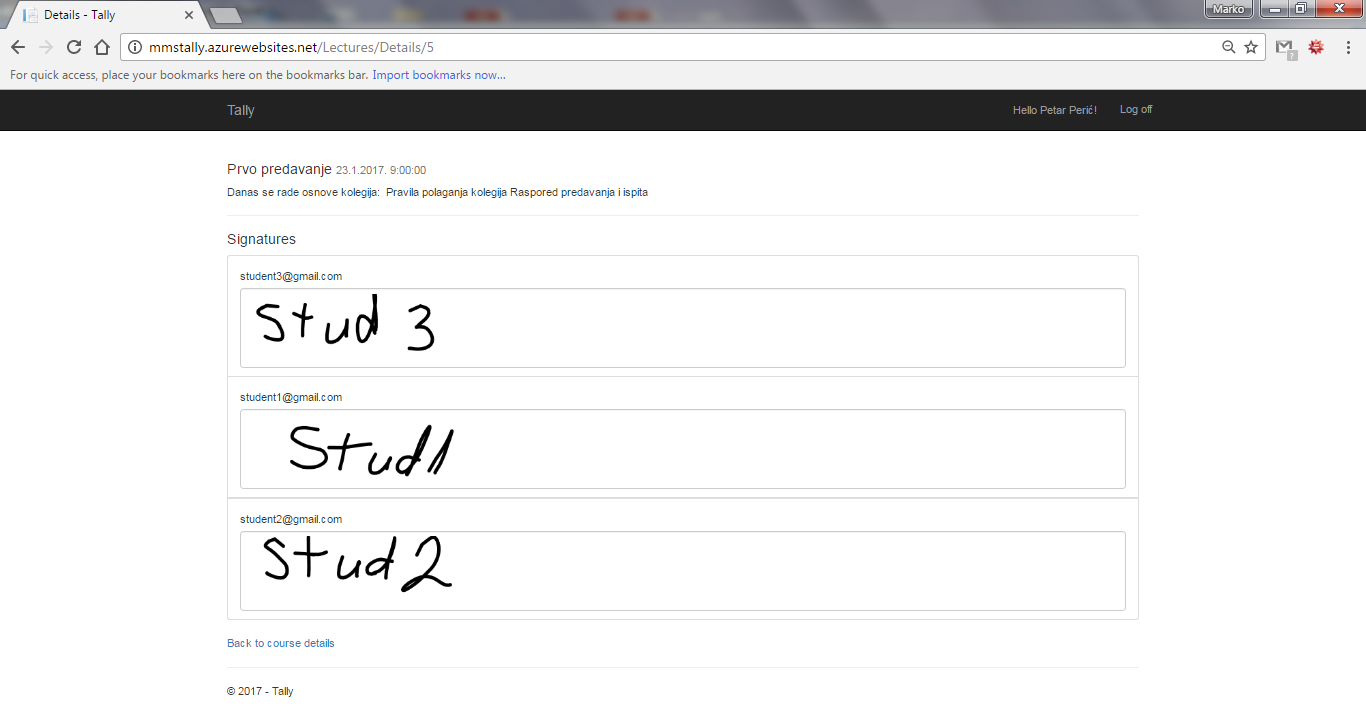 Details - Tally
Marko
mmstally.azurewebsites.net/Lectures/Details/5
For quick access, place your bookmarks here on the bookmarks bar. Import bookmarks now...
Tally Hello Petar Perić! Log off
Prvo predavanje 23.1.2017. 9:00:00
Danas se rade osnove kolegija: Pravila polaganja kolegija Raspored predavanja i ispita
Signatures
student3@gmail.com
Stud 3
student1@gmail.com
Stud1
student2@gmail.com
Stud 2
Back to course details
© 2017 - Tally